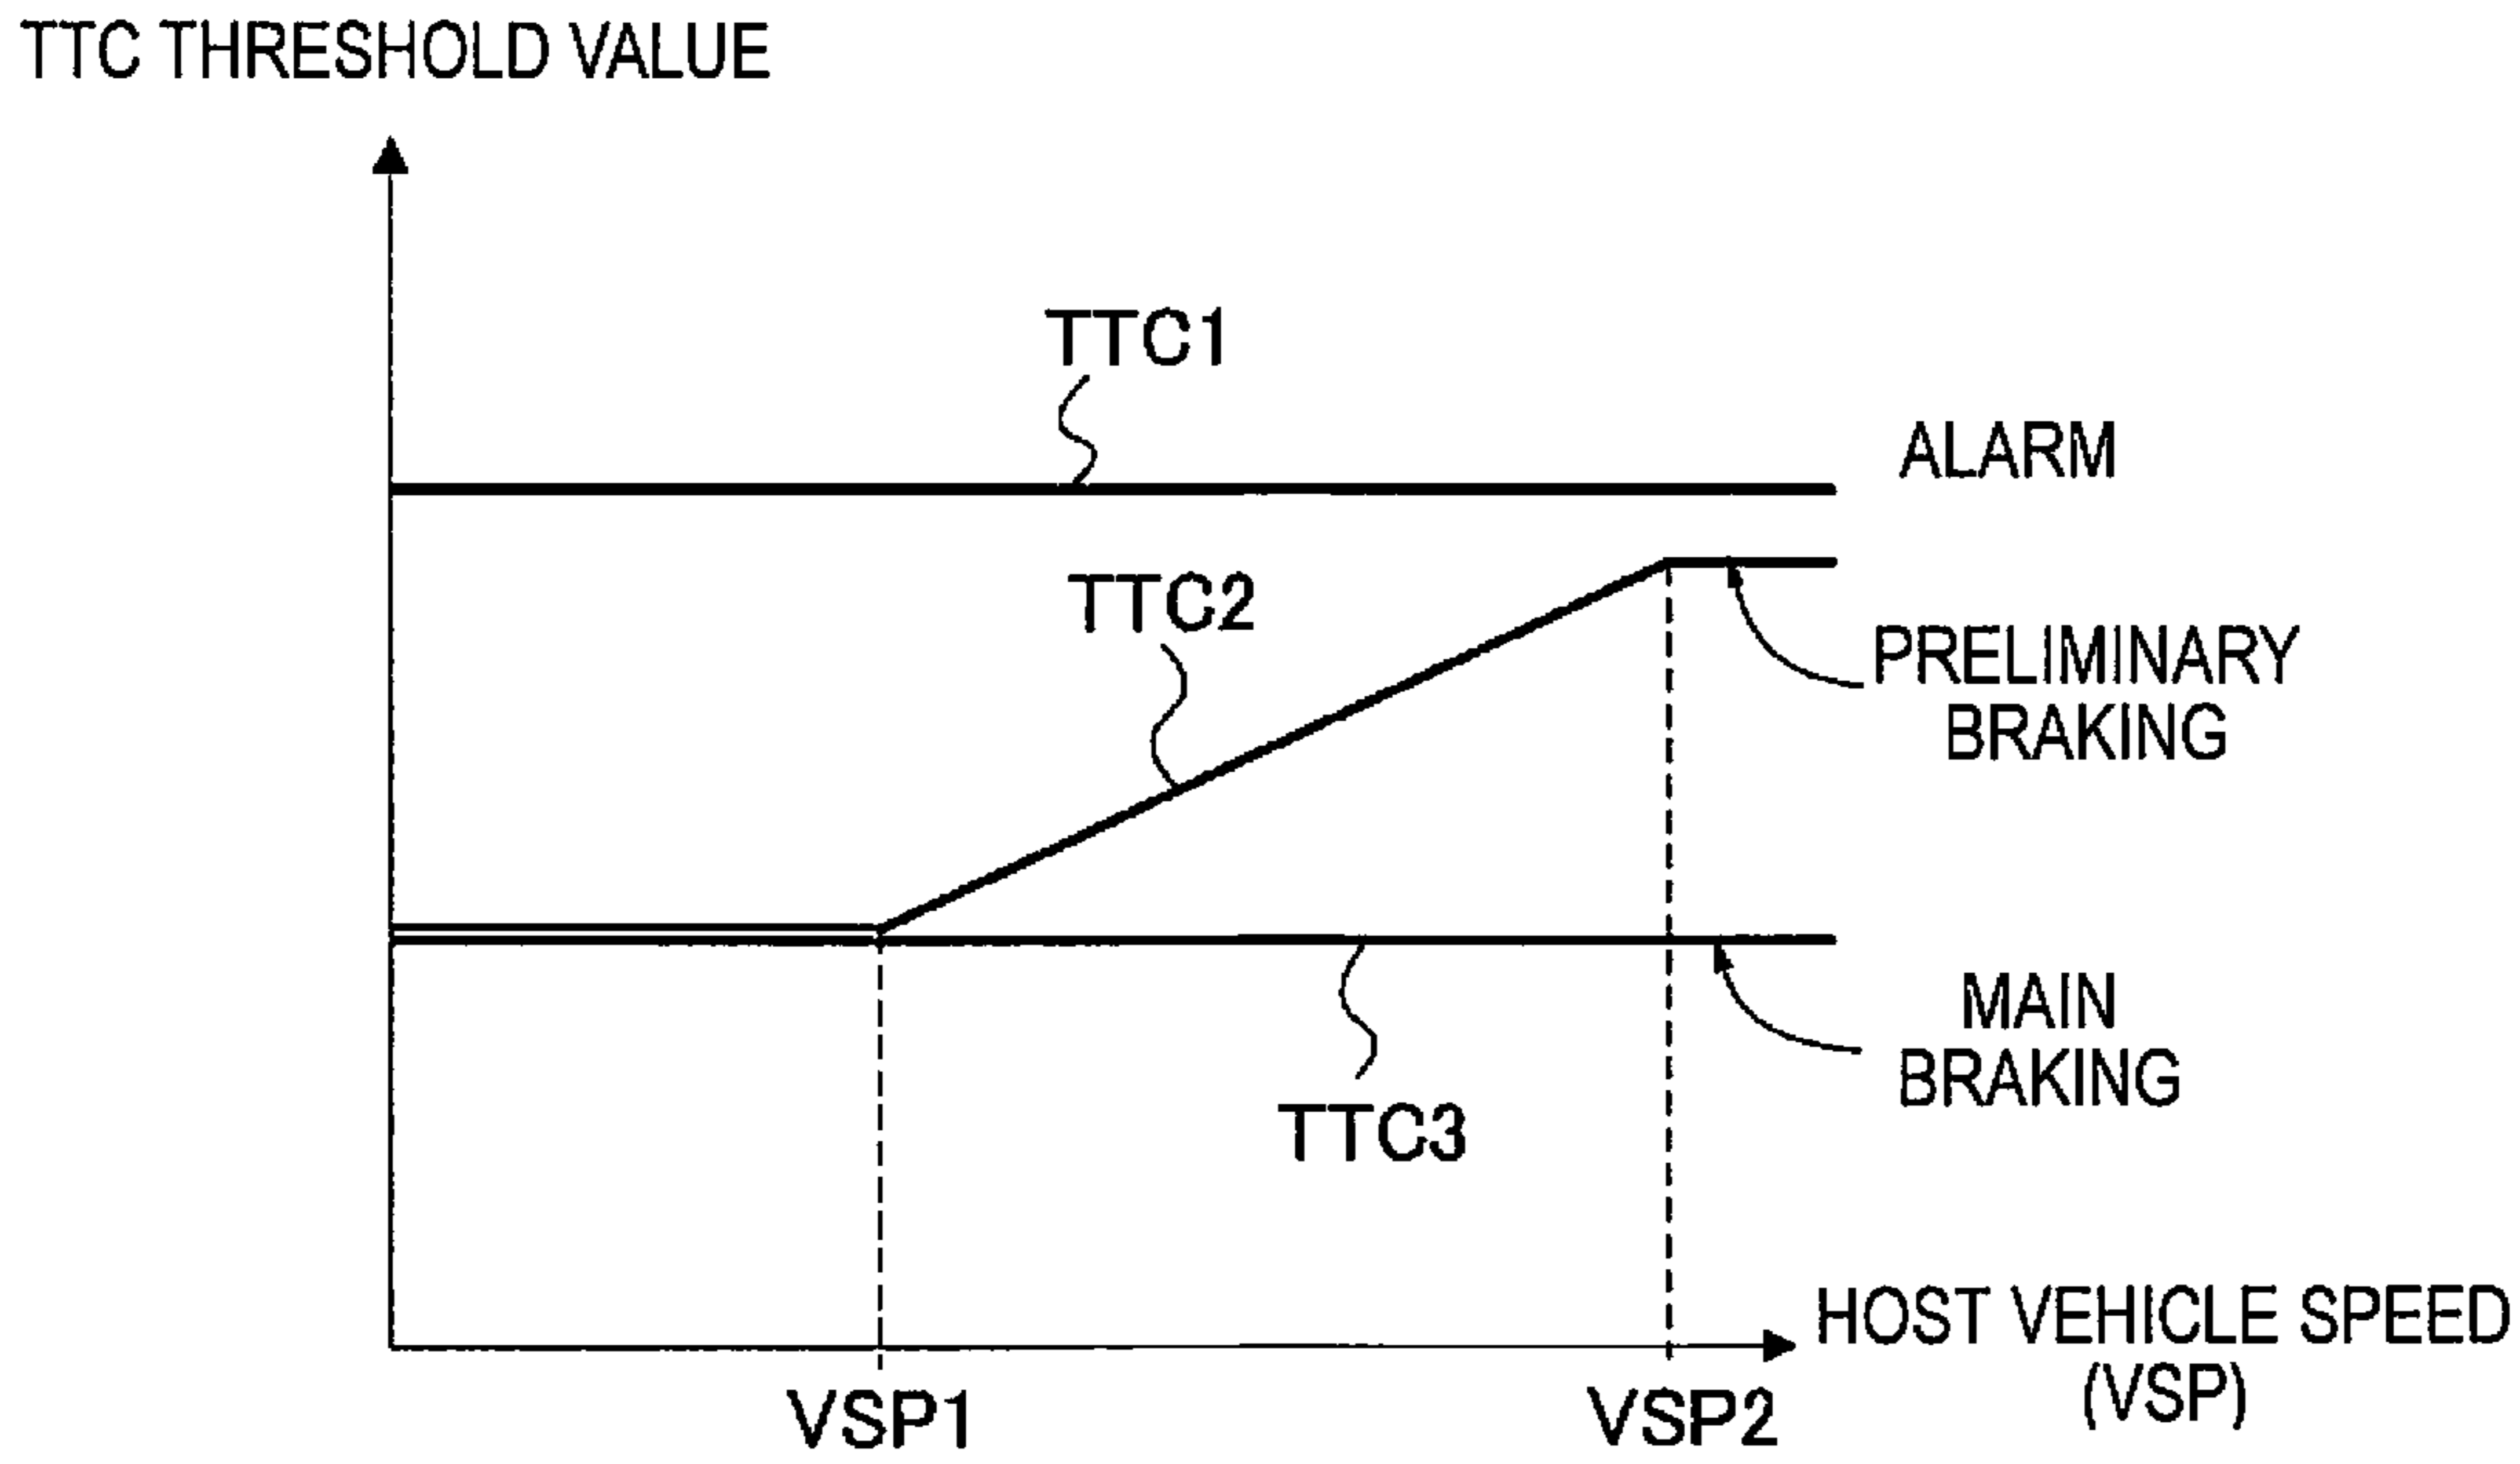 TTC THRESHOLD VALUE
TTC1
ALARM
TTC2
PRELIMINARY
BRAKING
MAIN
BRAKING
TTC3
HOST VEHICLE SPEED
(VSP)
VSP1
VSP2